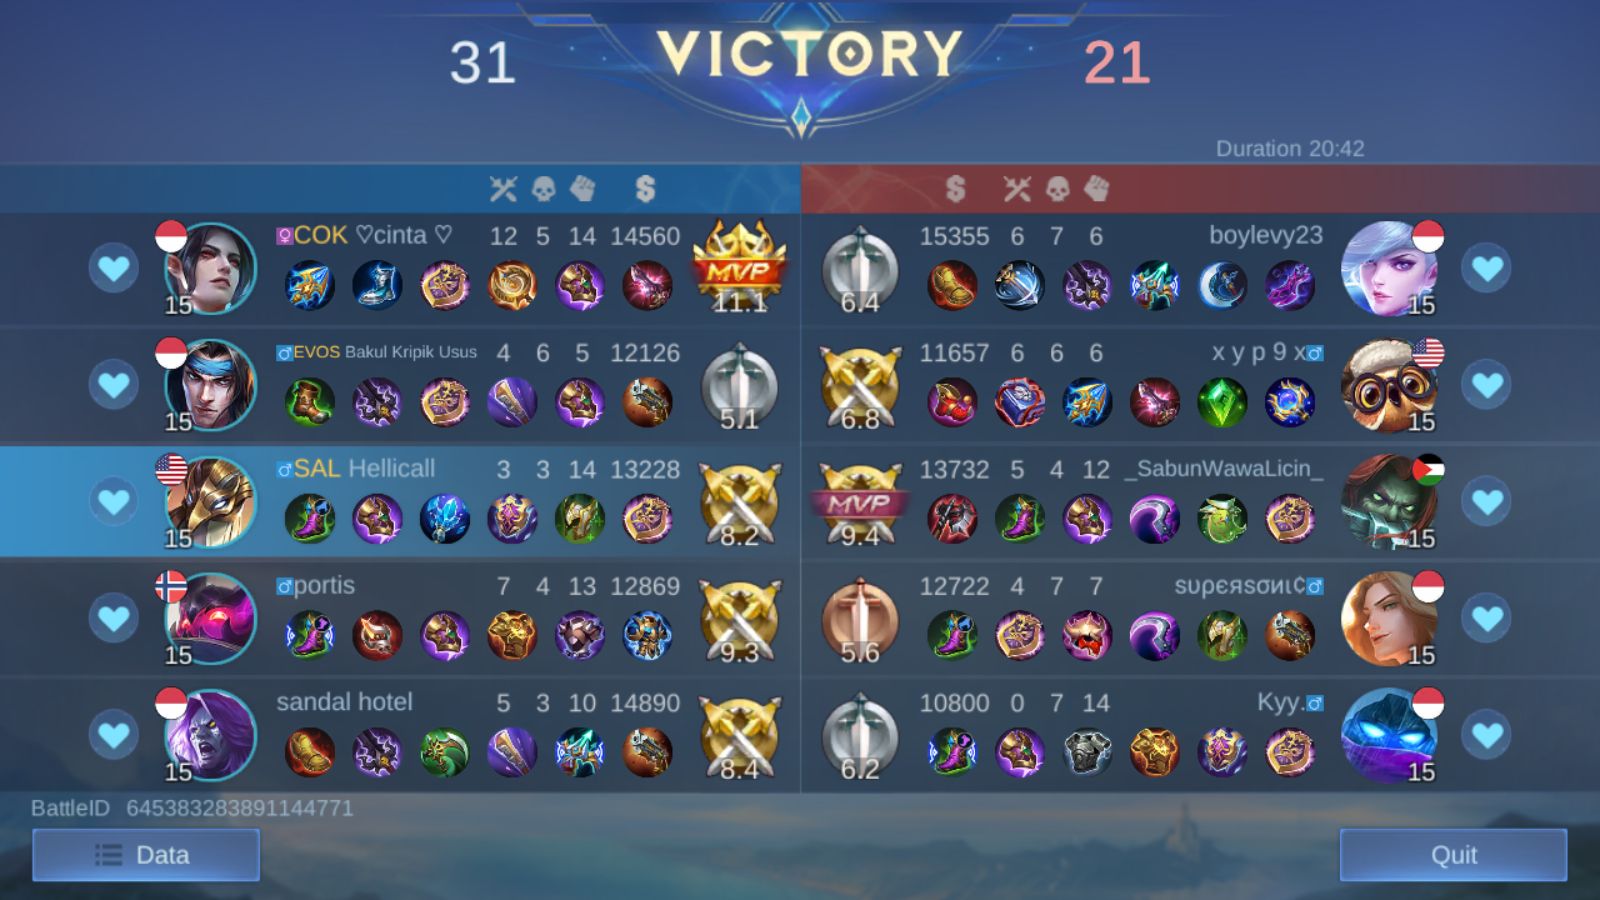 31 VICTORY 21
Duration 20:42
♀COK ♡cinta ♡ 12 5 14 14560 MVP 11.1 15
6.4 15355 6 7 6 boylevy23 15
♂EVOS Bakul Kripik Usus 4 6 5 12126 5.1 15
6.8 11657 6 6 6 x y p 9 x♂ 15
♂SAL Hellicall 3 3 14 13228 8.2 15
MVP 9.4 13732 5 4 12 _SabunWawaLicin_ 15
♂portis 7 4 13 12869 9.3 15
5.6 12722 4 7 7 ѕυρєяѕσηι¢♂ 15
sandal hotel 5 3 10 14890 8.4 15
6.2 10800 0 7 14 Kyy.♂ 15
BattleID 645383283891144771
Data
Quit